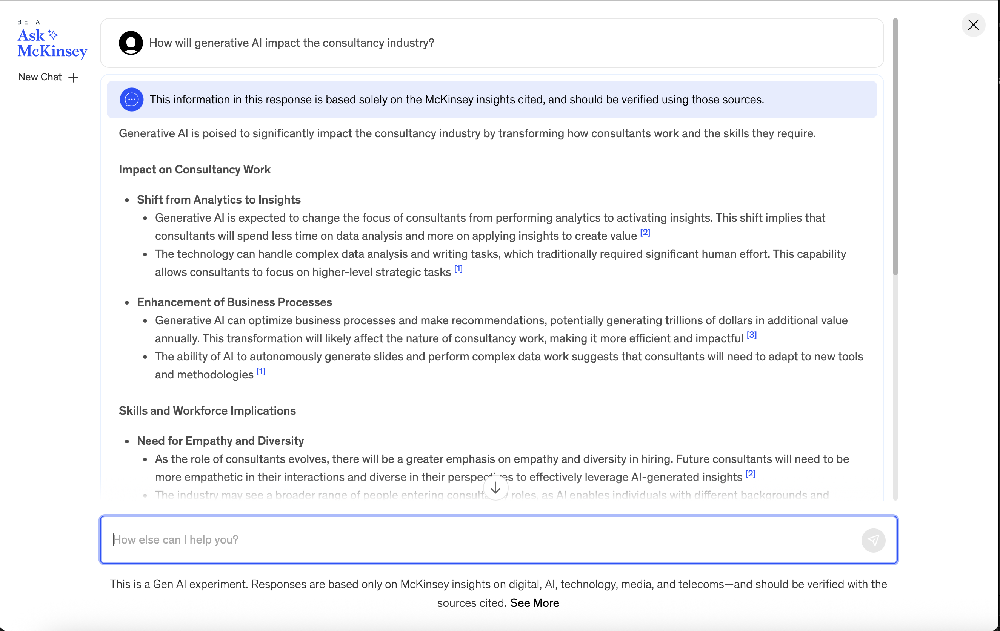 BETA
Ask
McKinsey
New Chat
How will generative AI impact the consultancy industry?
This information in this response is based solely on the McKinsey insights cited, and should be verified using those sources.
Generative AI is poised to significantly impact the consultancy industry by transforming how consultants work and the skills they require.
Impact on Consultancy Work
• Shift from Analytics to Insights
• Generative AI is expected to change the focus of consultants from performing analytics to activating insights. This shift implies that
consultants will spend less time on data analysis and more on applying insights to create value [2]
• The technology can handle complex data analysis and writing tasks, which traditionally required significant human effort. This capability
allows consultants to focus on higher-level strategic tasks [1]
• Enhancement of Business Processes
• Generative AI can optimize business processes and make recommendations, potentially generating trillions of dollars in additional value
annually. This transformation will likely affect the nature of consultancy work, making it more efficient and impactful [3]
• The ability of AI to autonomously generate slides and perform complex data work suggests that consultants will need to adapt to new tools
and methodologies [1]
Skills and Workforce Implications
• Need for Empathy and Diversity
• As the role of consultants evolves, there will be a greater emphasis on empathy and diversity in hiring. Future consultants will need to be
more empathetic in their interactions and diverse in their perspectives to effectively leverage AI-generated insights [2]
• The industry may see a broader range of people entering consultancy roles, as AI enables individuals with different backgrounds and
How else can I help you?
This is a Gen AI experiment. Responses are based only on McKinsey insights on digital, AI, technology, media, and telecoms—and should be verified with the
sources cited. See More